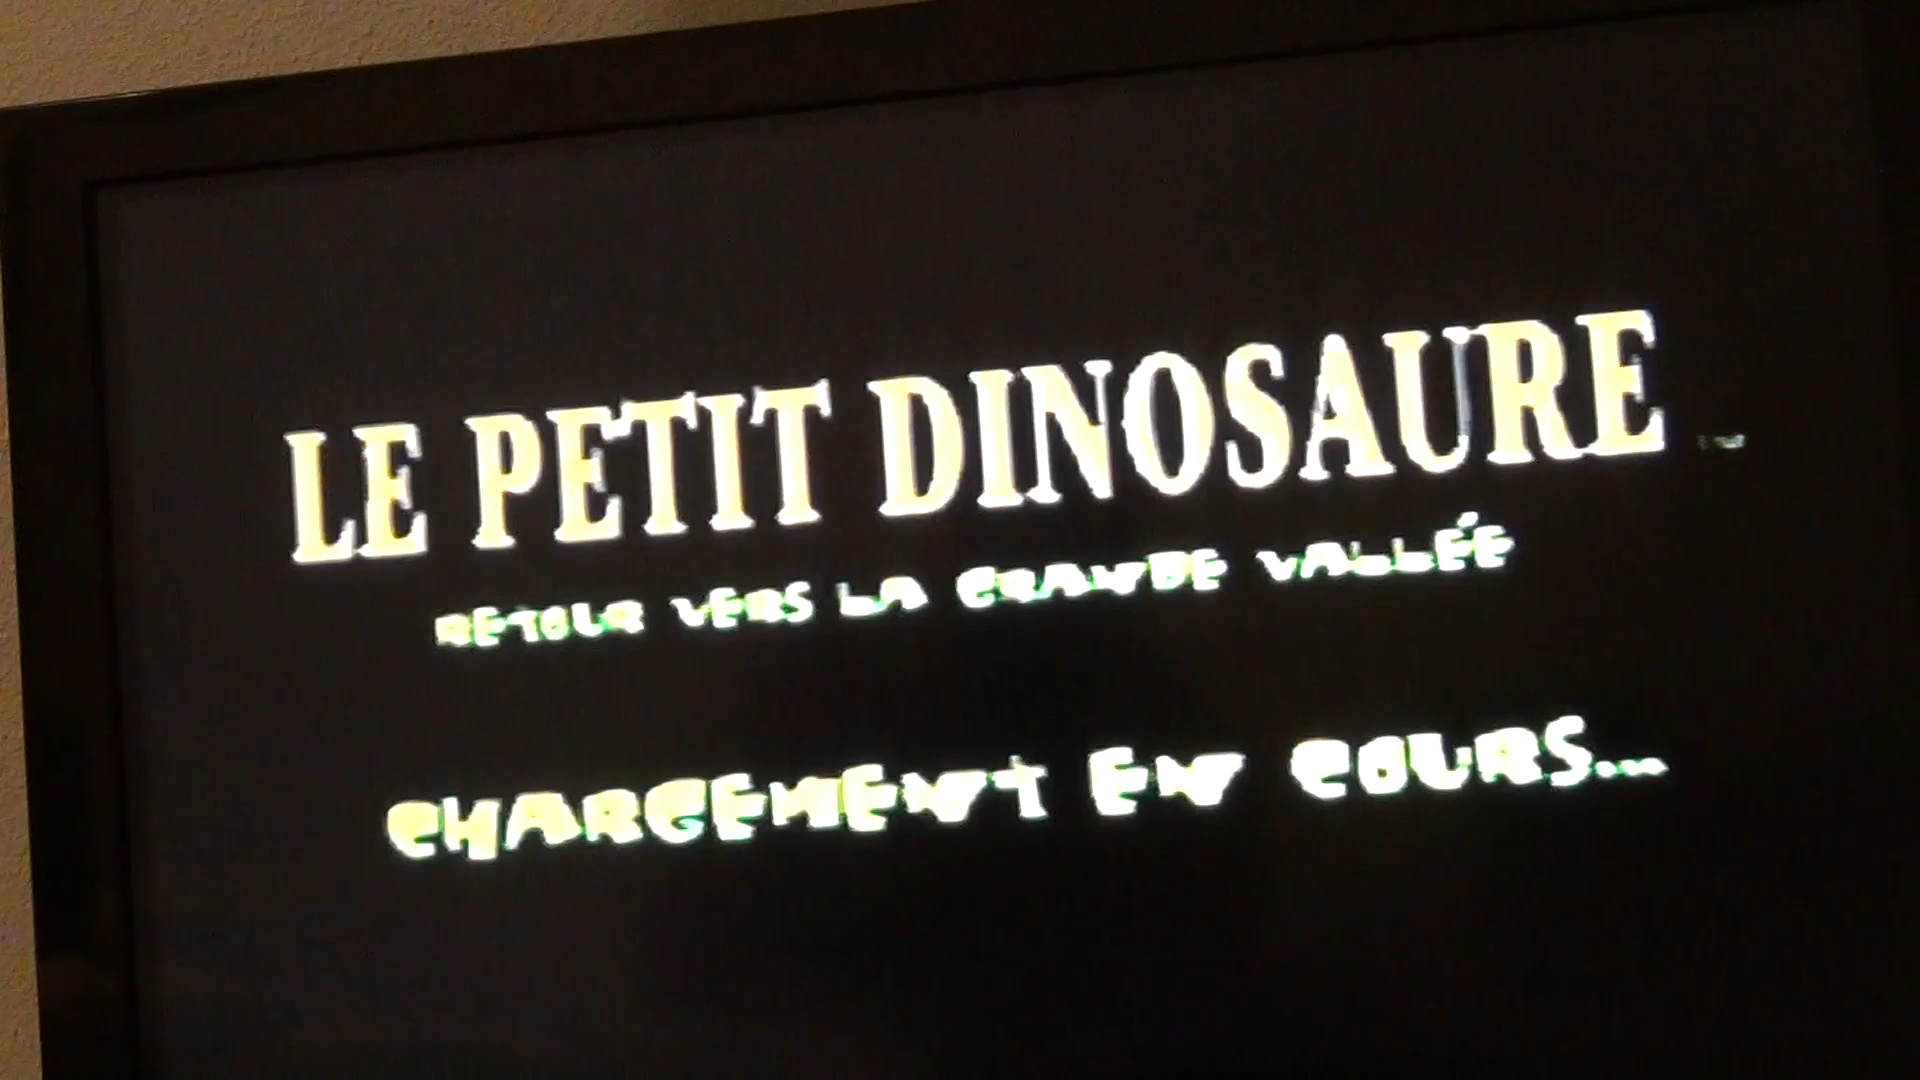 LE PETIT DINOSAURE
RETOUR VERS LA GRANDE VALLÉE
CHARGEMENT EN COURS...